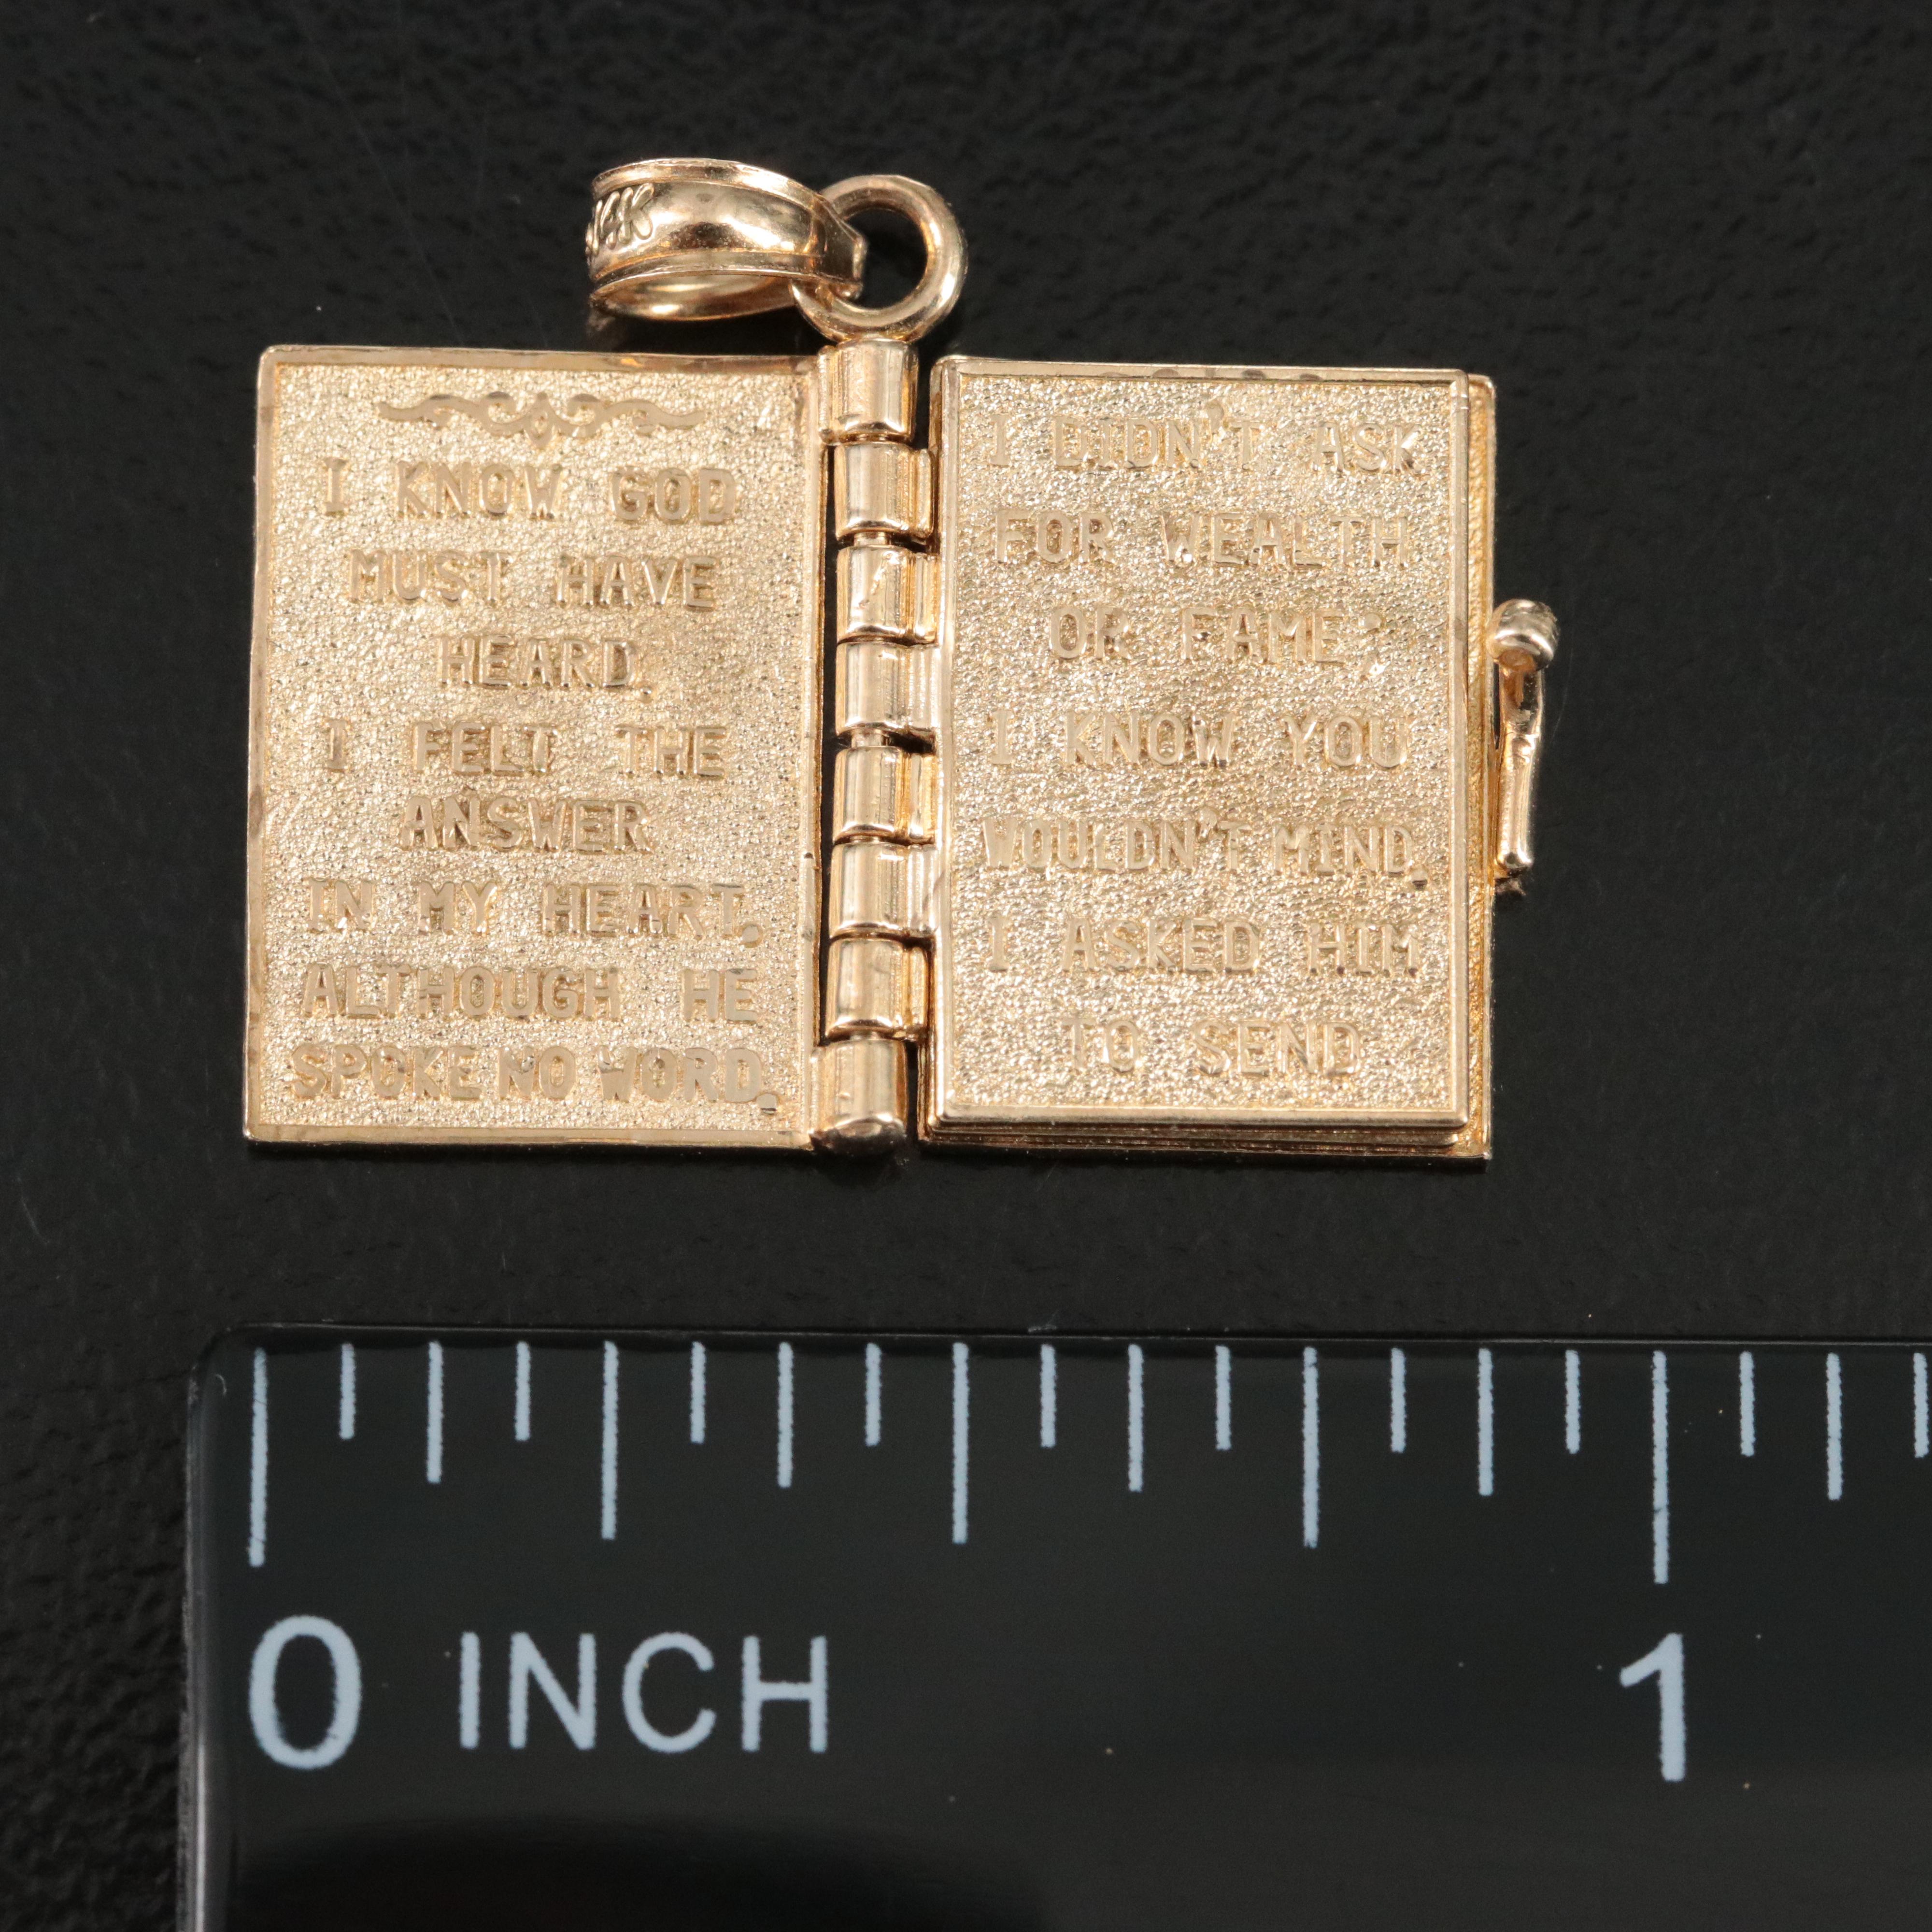 14K
I KNOW GOD
MUST HAVE
HEARD.
I FELT THE
ANSWER
IN MY HEART.
ALTHOUGH HE
SPOKE NO WORD.
I DIDN'T ASK
FOR WEALTH
OR FAME;
I KNOW YOU
WOULDN'T MIND.
I ASKED HIM
TO SEND
0 INCH 1